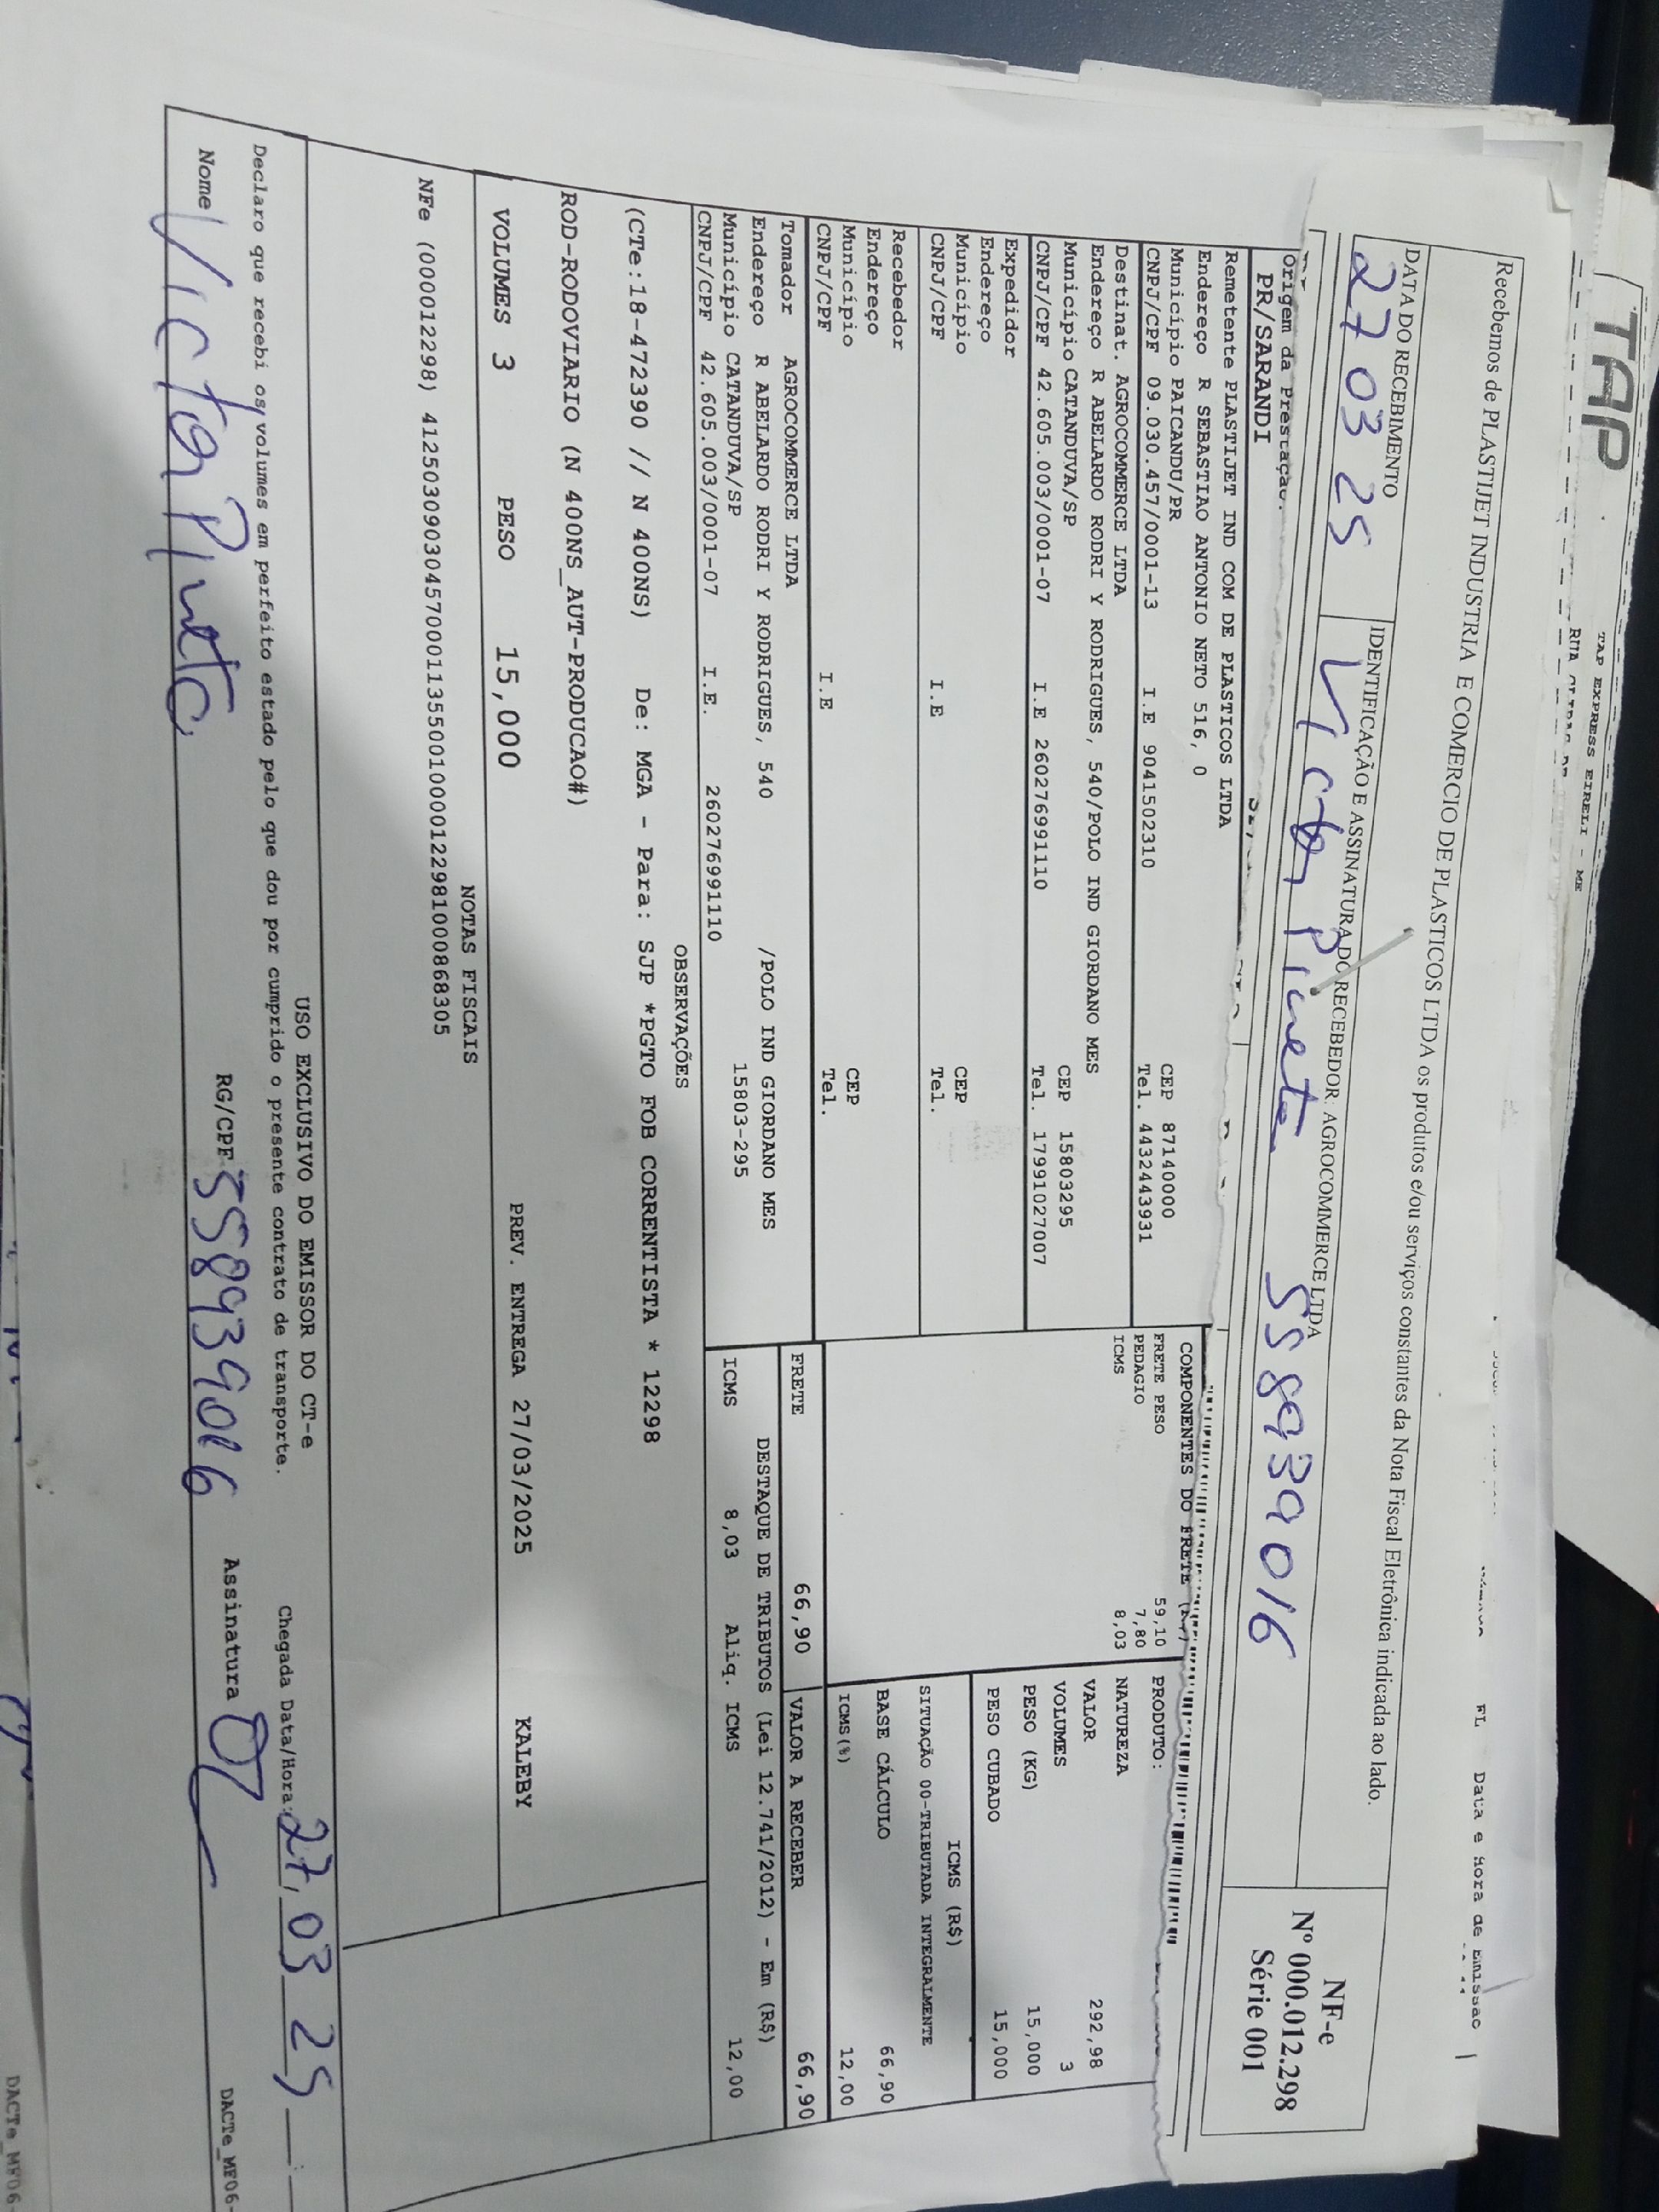 TAP
TAP EXPRESS EIRELI - ME
RUA
FL Data e Hora de Emissao
Recebemos de PLASTIJET INDUSTRIA E COMERCIO DE PLASTICOS LTDA os produtos e/ou serviços constantes da Nota Fiscal Eletrônica indicada ao lado.
DATA DO RECEBIMENTO
27 03 25
IDENTIFICAÇÃO E ASSINATURA DO RECEBEDOR: AGROCOMMERCE LTDA
Victor Pineto 558939016
NF-e
Nº 000.012.298
Série 001
Origem da Prestação.
PR/SARANDI
Remetente PLASTIJET IND COM DE PLASTICOS LTDA
Endereço R SEBASTIAO ANTONIO NETO 516, 0
Município PAICANDU/PR CEP 87140000
CNPJ/CPF 09.030.457/0001-13 I.E 9041502310 Tel. 4432443931
Destinat. AGROCOMMERCE LTDA
Endereço R ABELARDO RODRI Y RODRIGUES, 540/POLO IND GIORDANO MES
Município CATANDUVA/SP CEP 15803295
CNPJ/CPF 42.605.003/0001-07 I.E 260276991110 Tel. 17991027007
Expedidor
Endereço
Município CEP
CNPJ/CPF I.E Tel.
Recebedor
Endereço
Município CEP
CNPJ/CPF I.E Tel.
Tomador AGROCOMMERCE LTDA
Endereço R ABELARDO RODRI Y RODRIGUES, 540 /POLO IND GIORDANO MES
Município CATANDUVA/SP 15803-295
CNPJ/CPF 42.605.003/0001-07 I.E. 260276991110
COMPONENTES DO FRETE (R$)
FRETE PESO 59,10
PEDAGIO 7,80
ICMS 8,03
PRODUTO:
NATUREZA
VALOR 292,98
VOLUMES 3
PESO (KG) 15,000
PESO CUBADO 15,000
ICMS (R$)
SITUAÇÃO 00-TRIBUTADA INTEGRALMENTE
BASE CÁLCULO 66,90
ICMS(%) 12,00
FRETE 66,90 VALOR A RECEBER 66,90
DESTAQUE DE TRIBUTOS (Lei 12.741/2012) - Em (R$)
ICMS 8,03 Aliq. ICMS 12,00
OBSERVAÇÕES
(CTe:18-472390 // N 400NS) De: MGA - Para: SJP *PGTO FOB CORRENTISTA * 12298
ROD-RODOVIARIO (N 400NS_AUT-PRODUCAO#)
VOLUMES 3 PESO 15,000 PREV. ENTREGA 27/03/2025 KALEBY
NOTAS FISCAIS
NFe (000012298) 41250309030457000113550010000122981000868305
USO EXCLUSIVO DO EMISSOR DO CT-e
Declaro que recebi os volumes em perfeito estado pelo que dou por cumprido o presente contrato de transporte.
Chegada Data/Hora: 27 03 25
Nome Victor Pineto RG/CPF 558939016 Assinatura
DACTe_MF06-
DACTe_MF06-